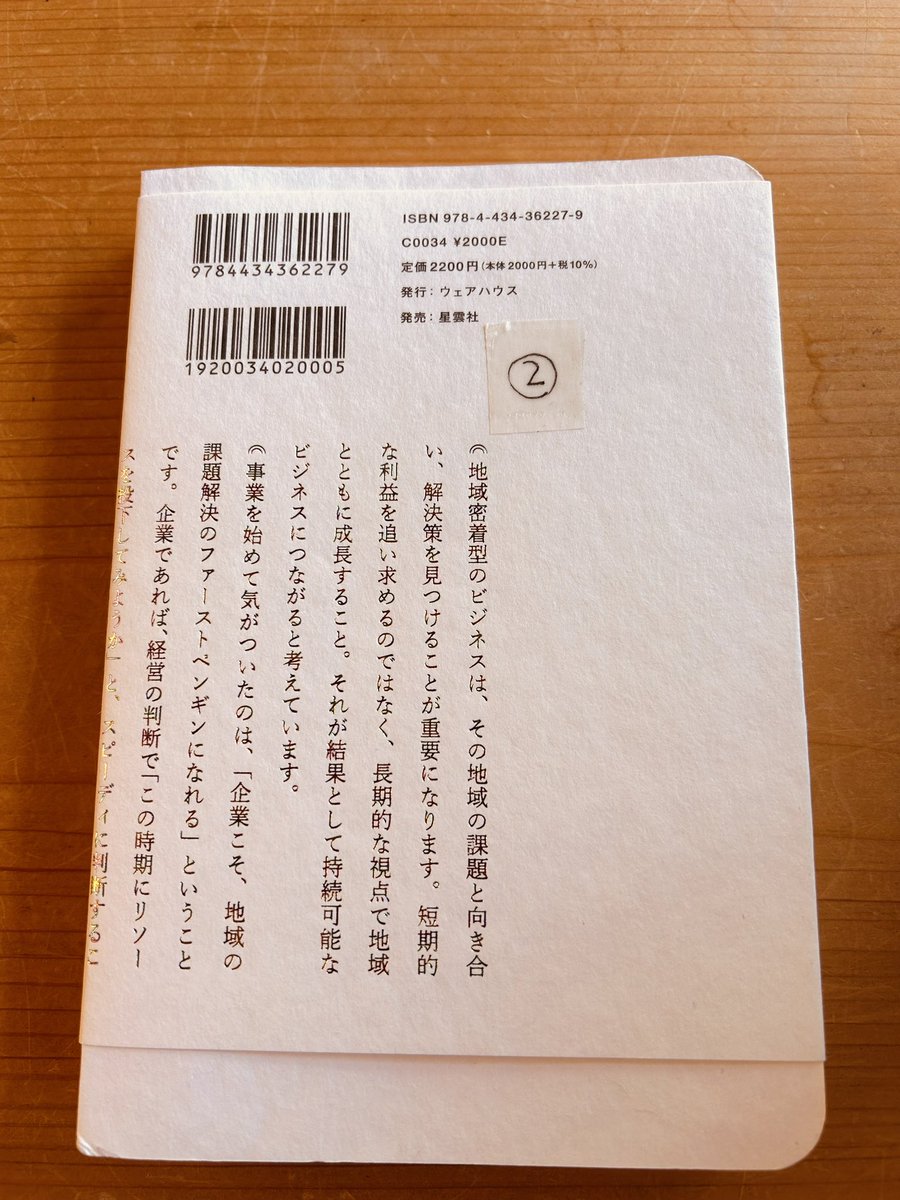 9784434362279
1920034020005
ISBN 978-4-434-36227-9
C0034 ¥2000E
定価2200円(本体2000円+税10%)
発行:ウェアハウス
発売:星雲社
②
⌒地域密着型のビジネスは、その地域の課題と向き合
い、解決策を見つけることが重要になります。短期的
な利益を追い求めるのではなく、長期的な視点で地域
とともに成長すること。それが結果として持続可能な
ビジネスにつながると考えています。
⌒事業を始めて気がついたのは、「企業こそ、地域の
課題解決のファーストペンギンになれる」ということ
です。企業であれば、経営の判断で「この時期にリソー
スを投下してみようか」と、スピーディに判断するこ